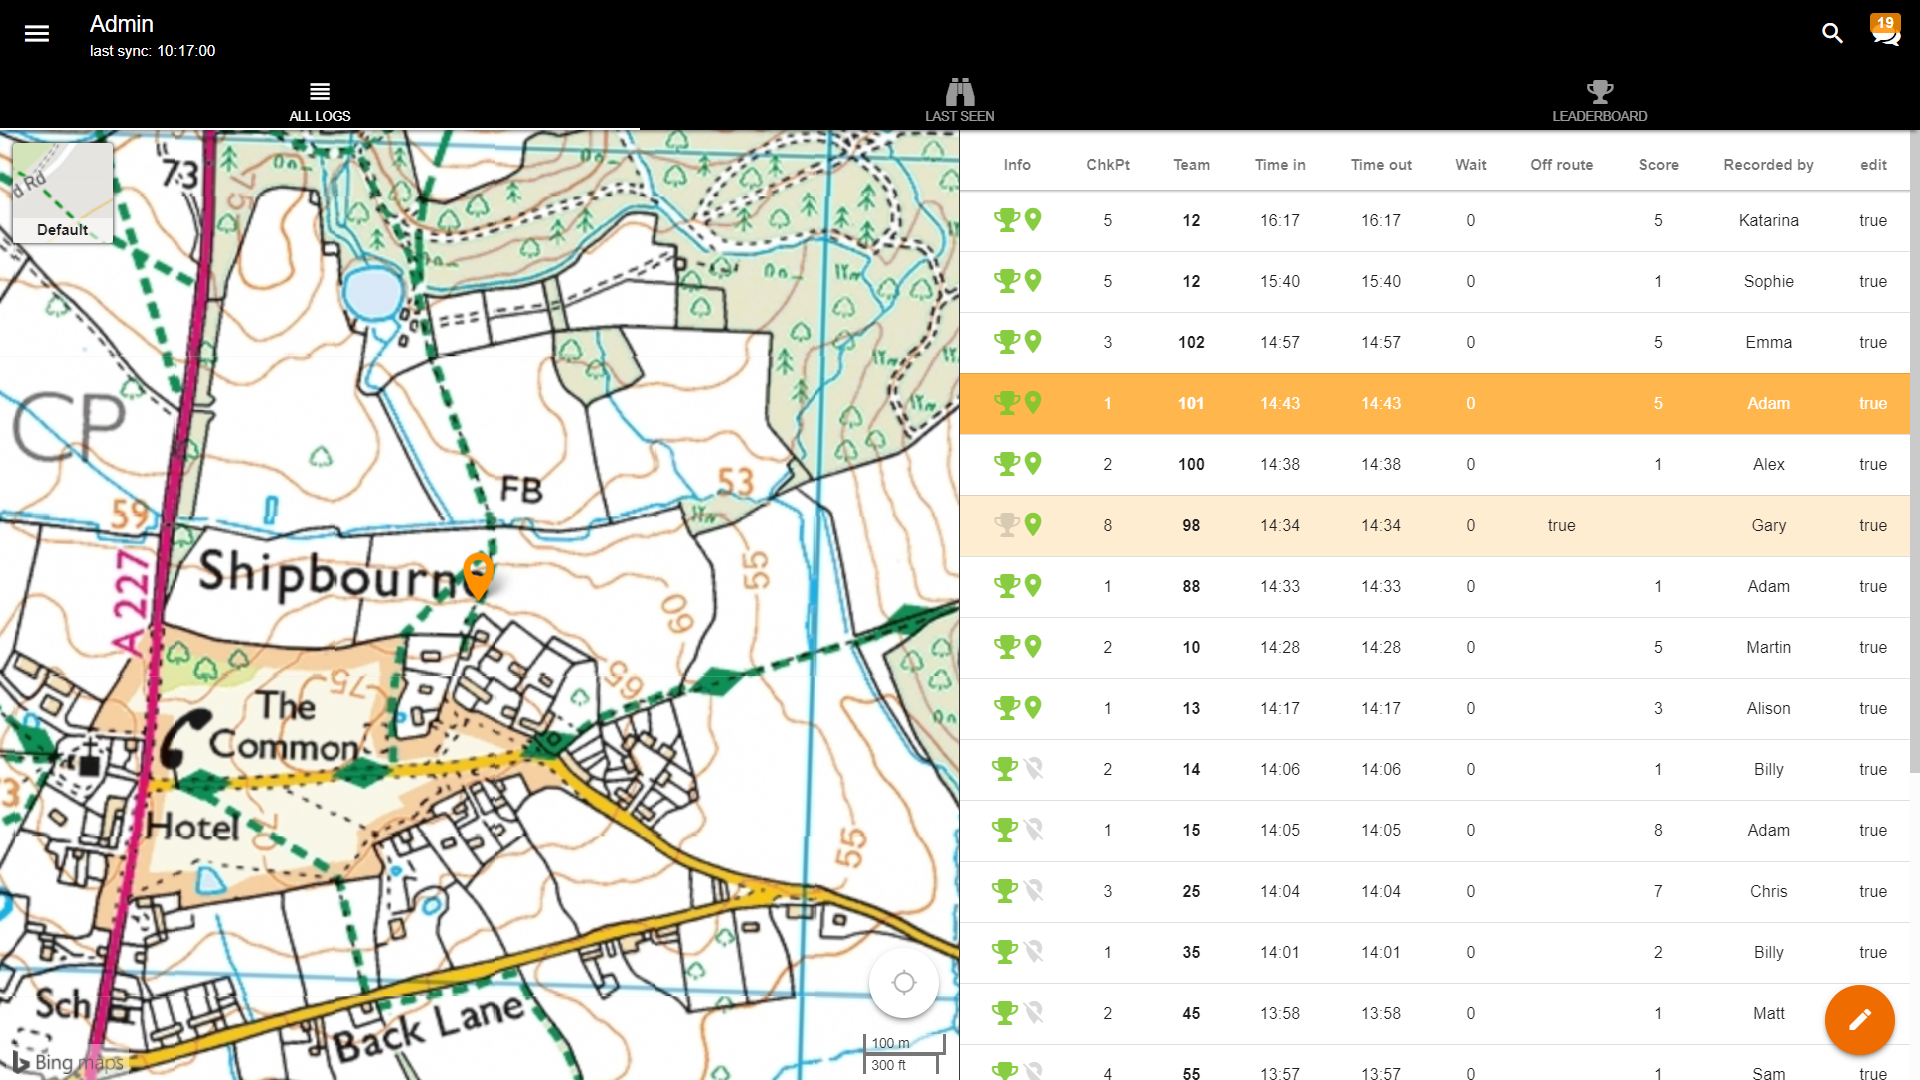 Admin
last sync: 10:17:00
19
ALL LOGS
LAST SEEN
LEADERBOARD
d Rd
Default
73
75
CP
59
FB
53
A 227
Shipbourne
55
60
65
75
The
Common
Hotel
70
55
3
Sch
Back Lane
Bing maps
100 m
300 ft
Info ChkPt Team Time in Time out Wait Off route Score Recorded by edit
5 12 16:17 16:17 0 5 Katarina true
5 12 15:40 15:40 0 1 Sophie true
3 102 14:57 14:57 0 5 Emma true
1 101 14:43 14:43 0 5 Adam true
2 100 14:38 14:38 0 1 Alex true
8 98 14:34 14:34 0 true Gary true
1 88 14:33 14:33 0 1 Adam true
2 10 14:28 14:28 0 5 Martin true
1 13 14:17 14:17 0 3 Alison true
2 14 14:06 14:06 0 1 Billy true
1 15 14:05 14:05 0 8 Adam true
3 25 14:04 14:04 0 7 Chris true
1 35 14:01 14:01 0 2 Billy true
2 45 13:58 13:58 0 1 Matt true
4 55 13:57 13:57 0 1 Sam true